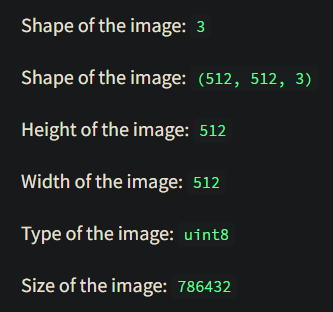 Shape of the image: 3
Shape of the image: (512, 512, 3)
Height of the image: 512
Width of the image: 512
Type of the image: uint8
Size of the image: 786432